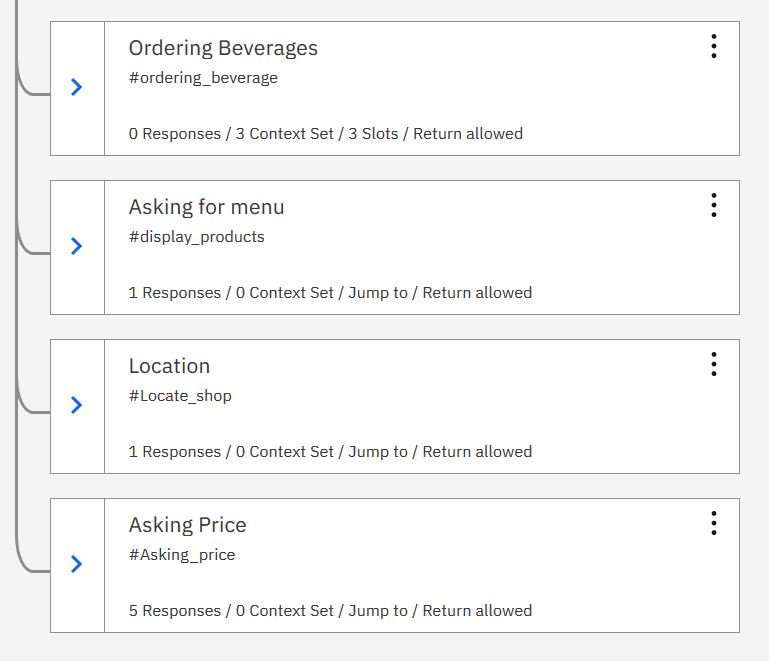 Ordering Beverages
#ordering_beverage
0 Responses / 3 Context Set / 3 Slots / Return allowed
Asking for menu
#display_products
1 Responses / 0 Context Set / Jump to / Return allowed
Location
#Locate_shop
1 Responses / 0 Context Set / Jump to / Return allowed
Asking Price
#Asking_price
5 Responses / 0 Context Set / Jump to / Return allowed